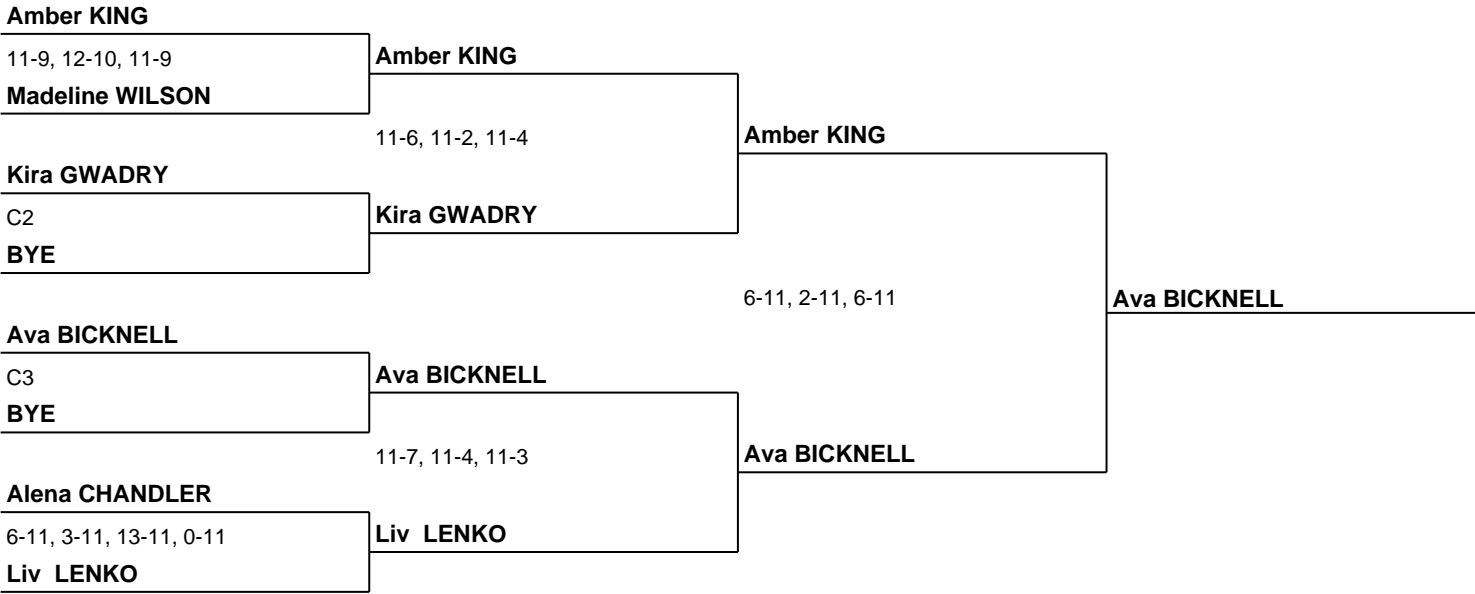 Amber KING
11-9, 12-10, 11-9
Madeline WILSON
Kira GWADRY
C2
BYE
Ava BICKNELL
C3
BYE
Alena CHANDLER
6-11, 3-11, 13-11, 0-11
Liv  LENKO
Amber KING
11-6, 11-2, 11-4
Kira GWADRY
Ava BICKNELL
11-7, 11-4, 11-3
Liv  LENKO
Amber KING
6-11, 2-11, 6-11
Ava BICKNELL
Ava BICKNELL